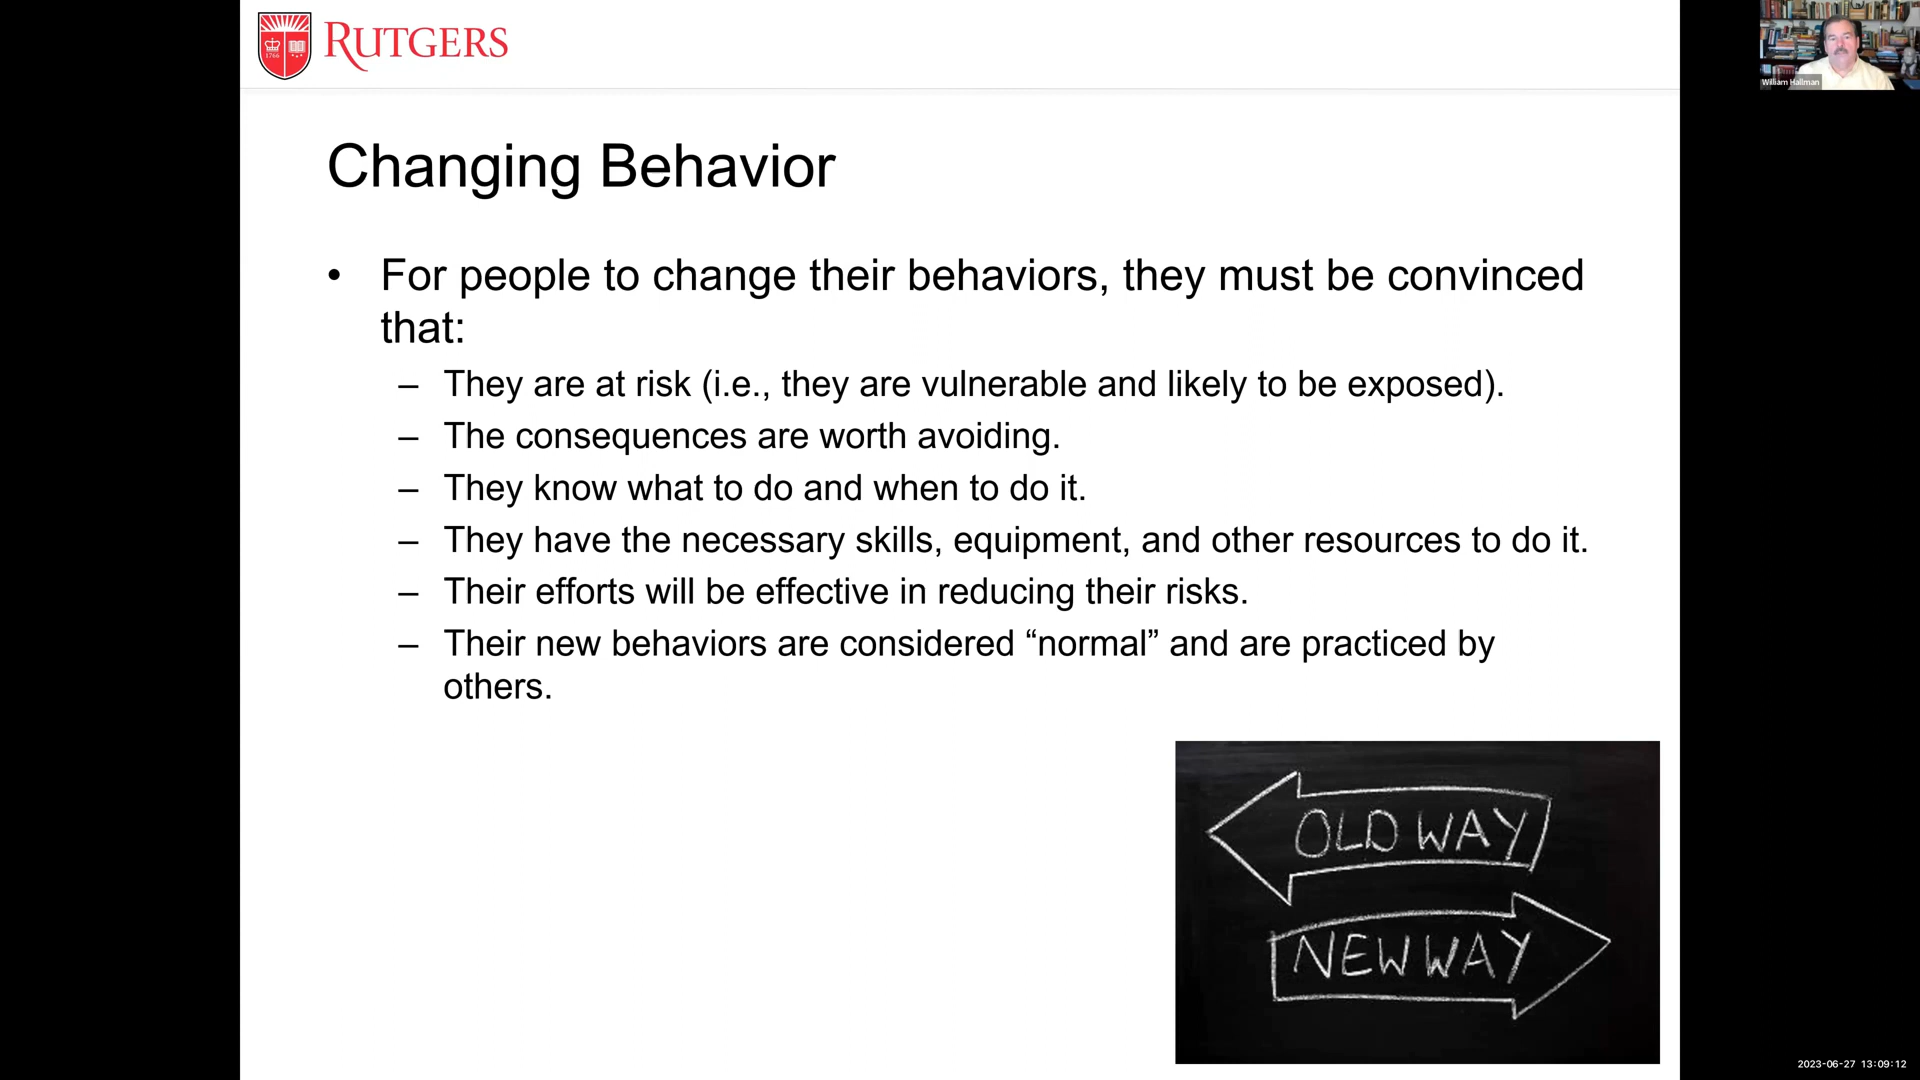 RUTGERS
1766
William Hallman
Changing Behavior
• For people to change their behaviors, they must be convinced
that:
– They are at risk (i.e., they are vulnerable and likely to be exposed).
– The consequences are worth avoiding.
– They know what to do and when to do it.
– They have the necessary skills, equipment, and other resources to do it.
– Their efforts will be effective in reducing their risks.
– Their new behaviors are considered “normal” and are practiced by
others.
OLD WAY
NEW WAY
2023-06-27 13:09:12